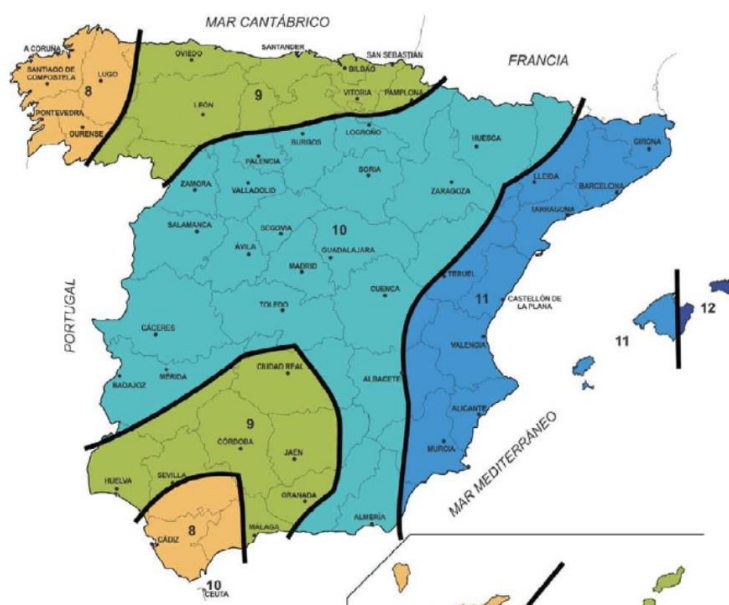 MAR CANTÁBRICO
FRANCIA
A CORUÑA
SANTIAGO DE
COMPOSTELA
LUGO
8
PONTEVEDRA
OURENSE
OVIEDO
SANTANDER
SAN SEBASTIAN
BILBAO
9
VITORIA
PAMPLONA
LEÓN
LOGROÑO
BURGOS
HUESCA
GIRONA
PALENCIA
SORIA
LLEIDA
BARCELONA
ZAMORA
VALLADOLID
ZARAGOZA
TARRAGONA
SALAMANCA
SEGOVIA
10
ÁVILA
GUADALAJARA
MADRID
TERUEL
CUENCA
11
CASTELLÓN DE
LA PLANA
12
TOLEDO
PORTUGAL
CÁCERES
VALENCIA
11
MÉRIDA
BADAJOZ
CIUDAD REAL
ALBACETE
ALICANTE
9
CÓRDOBA
MURCIA
MAR MEDITERRÁNEO
JAEN
SEVILLA
HUELVA
GRANADA
8
MÁLAGA
ALMERÍA
CÁDIZ
10
CEUTA